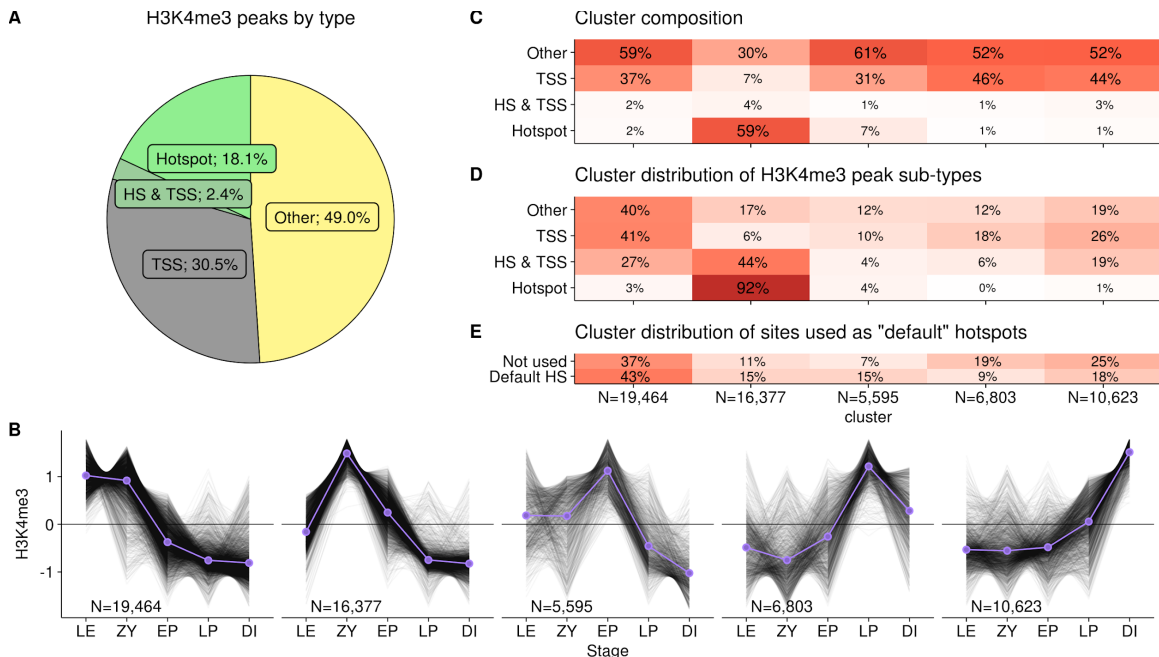 A
H3K4me3 peaks by type
Hotspot; 18.1%
HS & TSS; 2.4%
Other; 49.0%
TSS; 30.5%
C
Cluster composition
Other 59% 30% 61% 52% 52%
TSS 37% 7% 31% 46% 44%
HS & TSS 2% 4% 1% 1% 3%
Hotspot 2% 59% 7% 1% 1%
D
Cluster distribution of H3K4me3 peak sub-types
Other 40% 17% 12% 12% 19%
TSS 41% 6% 10% 18% 26%
HS & TSS 27% 44% 4% 6% 19%
Hotspot 3% 92% 4% 0% 1%
E
Cluster distribution of sites used as "default" hotspots
Not used 37% 11% 7% 19% 25%
Default HS 43% 15% 15% 9% 18%
N=19,464 N=16,377 N=5,595 N=6,803 N=10,623
cluster
B
H3K4me3
1
0
-1
N=19,464 N=16,377 N=5,595 N=6,803 N=10,623
LE ZY EP LP DI LE ZY EP LP DI LE ZY EP LP DI LE ZY EP LP DI LE ZY EP LP DI
Stage